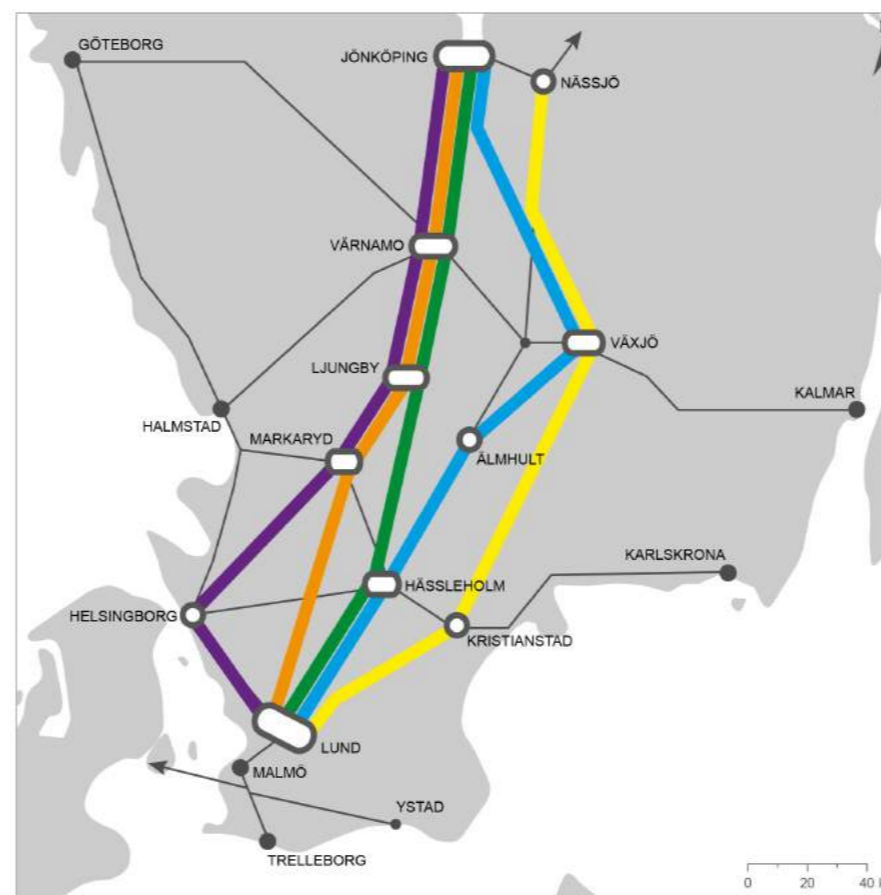 GÖTEBORG
JÖNKÖPING
NÄSSJÖ
VÄRNAMO
VÄXJÖ
LJUNGBY
KALMAR
HALMSTAD
MARKARYD
ÄLMHULT
KARLSKRONA
HÄSSLEHOLM
HELSINGBORG
KRISTIANSTAD
LUND
MALMÖ
YSTAD
TRELLEBORG
0 20 40